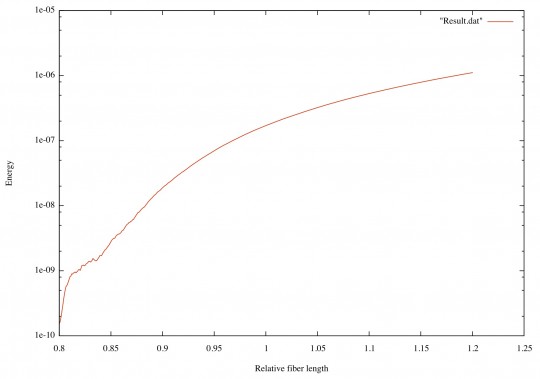 1e-05
"Result.dat"
1e-06
1e-07
Energy
1e-08
1e-09
1e-10
0.8 0.85 0.9 0.95 1 1.05 1.1 1.15 1.2 1.25
Relative fiber length